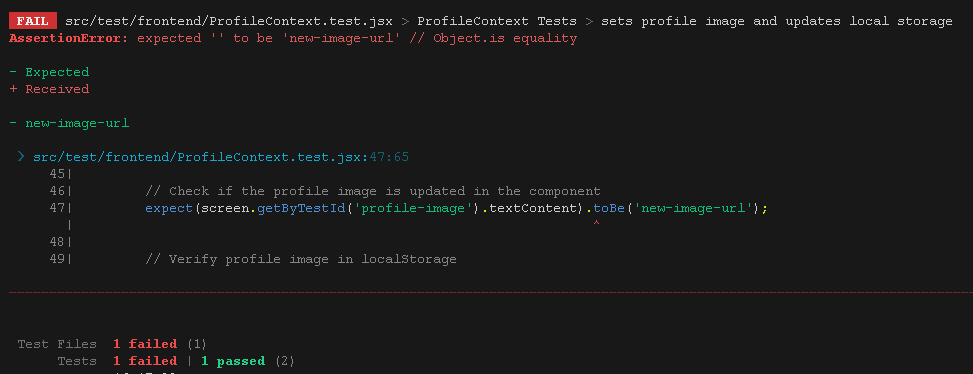 FAIL src/test/frontend/ProfileContext.test.jsx > ProfileContext Tests > sets profile image and updates local storage
AssertionError: expected '' to be 'new-image-url' // Object.is equality
- Expected
+ Received
- new-image-url
❯ src/test/frontend/ProfileContext.test.jsx:47:65
45|
46| // Check if the profile image is updated in the component
47| expect(screen.getByTestId('profile-image').textContent).toBe('new-image-url');
| ^
48|
49| // Verify profile image in localStorage
Test Files 1 failed (1)
Tests 1 failed | 1 passed (2)